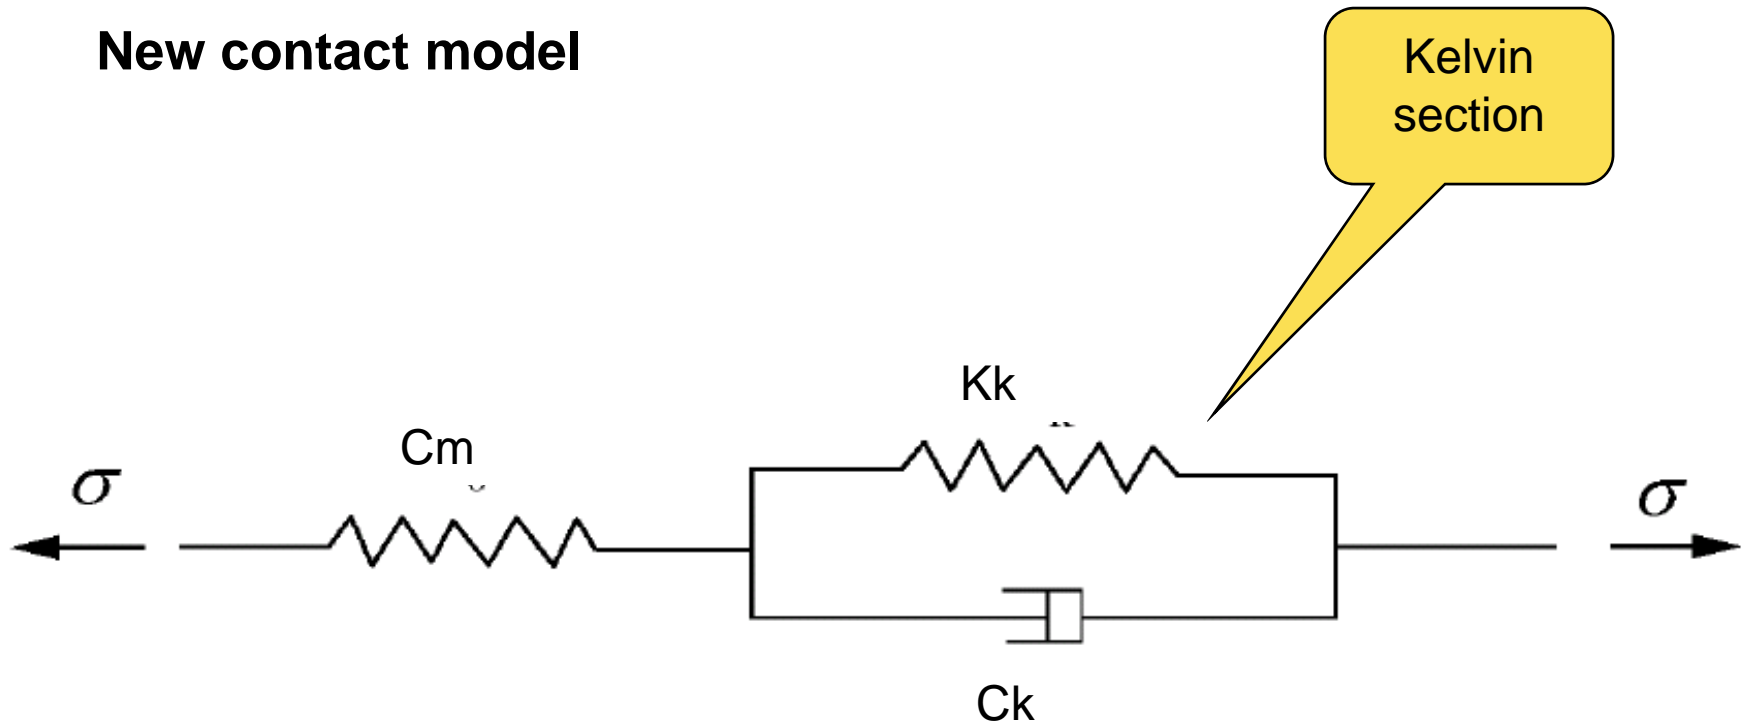 New contact model
Kelvin
section
Kk
Cm
σ
σ
Ck